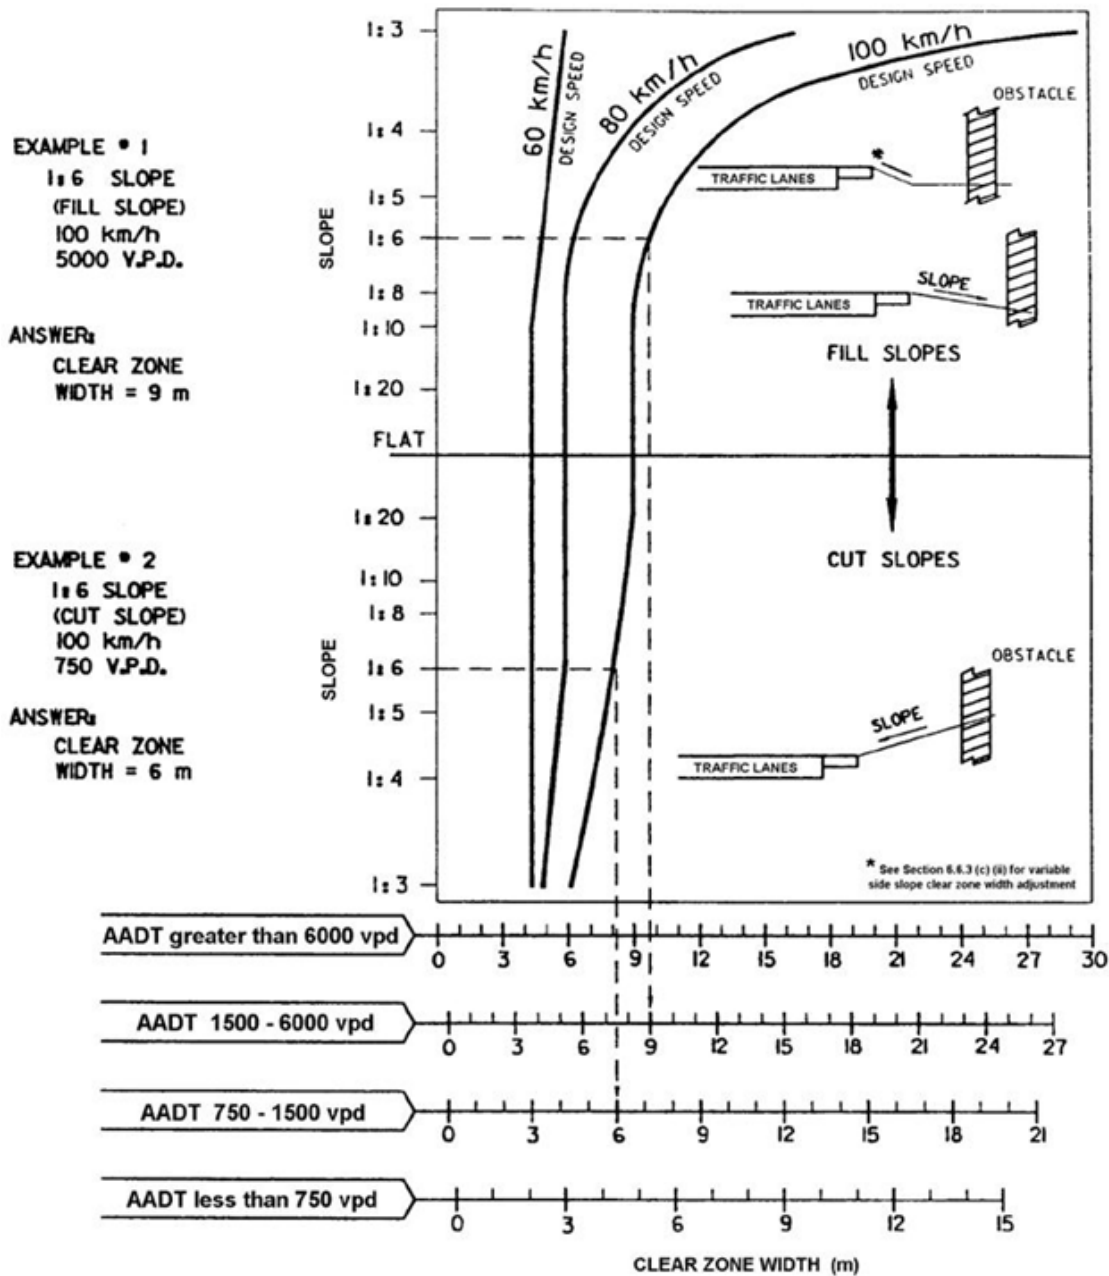 1:3
1:4
1:5
1:6
1:8
1:10
1:20
FLAT
1:20
1:10
1:8
1:6
1:5
1:4
1:3
SLOPE
SLOPE
EXAMPLE # 1
1:6 SLOPE
(FILL SLOPE)
100 km/h
5000 V.P.D.
ANSWER:
CLEAR ZONE
WIDTH = 9 m
EXAMPLE # 2
1:6 SLOPE
(CUT SLOPE)
100 km/h
750 V.P.D.
ANSWER:
CLEAR ZONE
WIDTH = 6 m
60 km/h
DESIGN SPEED
80 km/h
DESIGN SPEED
100 km/h
DESIGN SPEED
OBSTACLE
*
TRAFFIC LANES
SLOPE
TRAFFIC LANES
FILL SLOPES
CUT SLOPES
OBSTACLE
SLOPE
TRAFFIC LANES
* See Section 6.6.3 (c) (ii) for variable
side slope clear zone width adjustment
AADT greater than 6000 vpd
0 3 6 9 12 15 18 21 24 27 30
AADT 1500 - 6000 vpd
0 3 6 9 12 15 18 21 24 27
AADT 750 - 1500 vpd
0 3 6 9 12 15 18 21
AADT less than 750 vpd
0 3 6 9 12 15
CLEAR ZONE WIDTH (m)